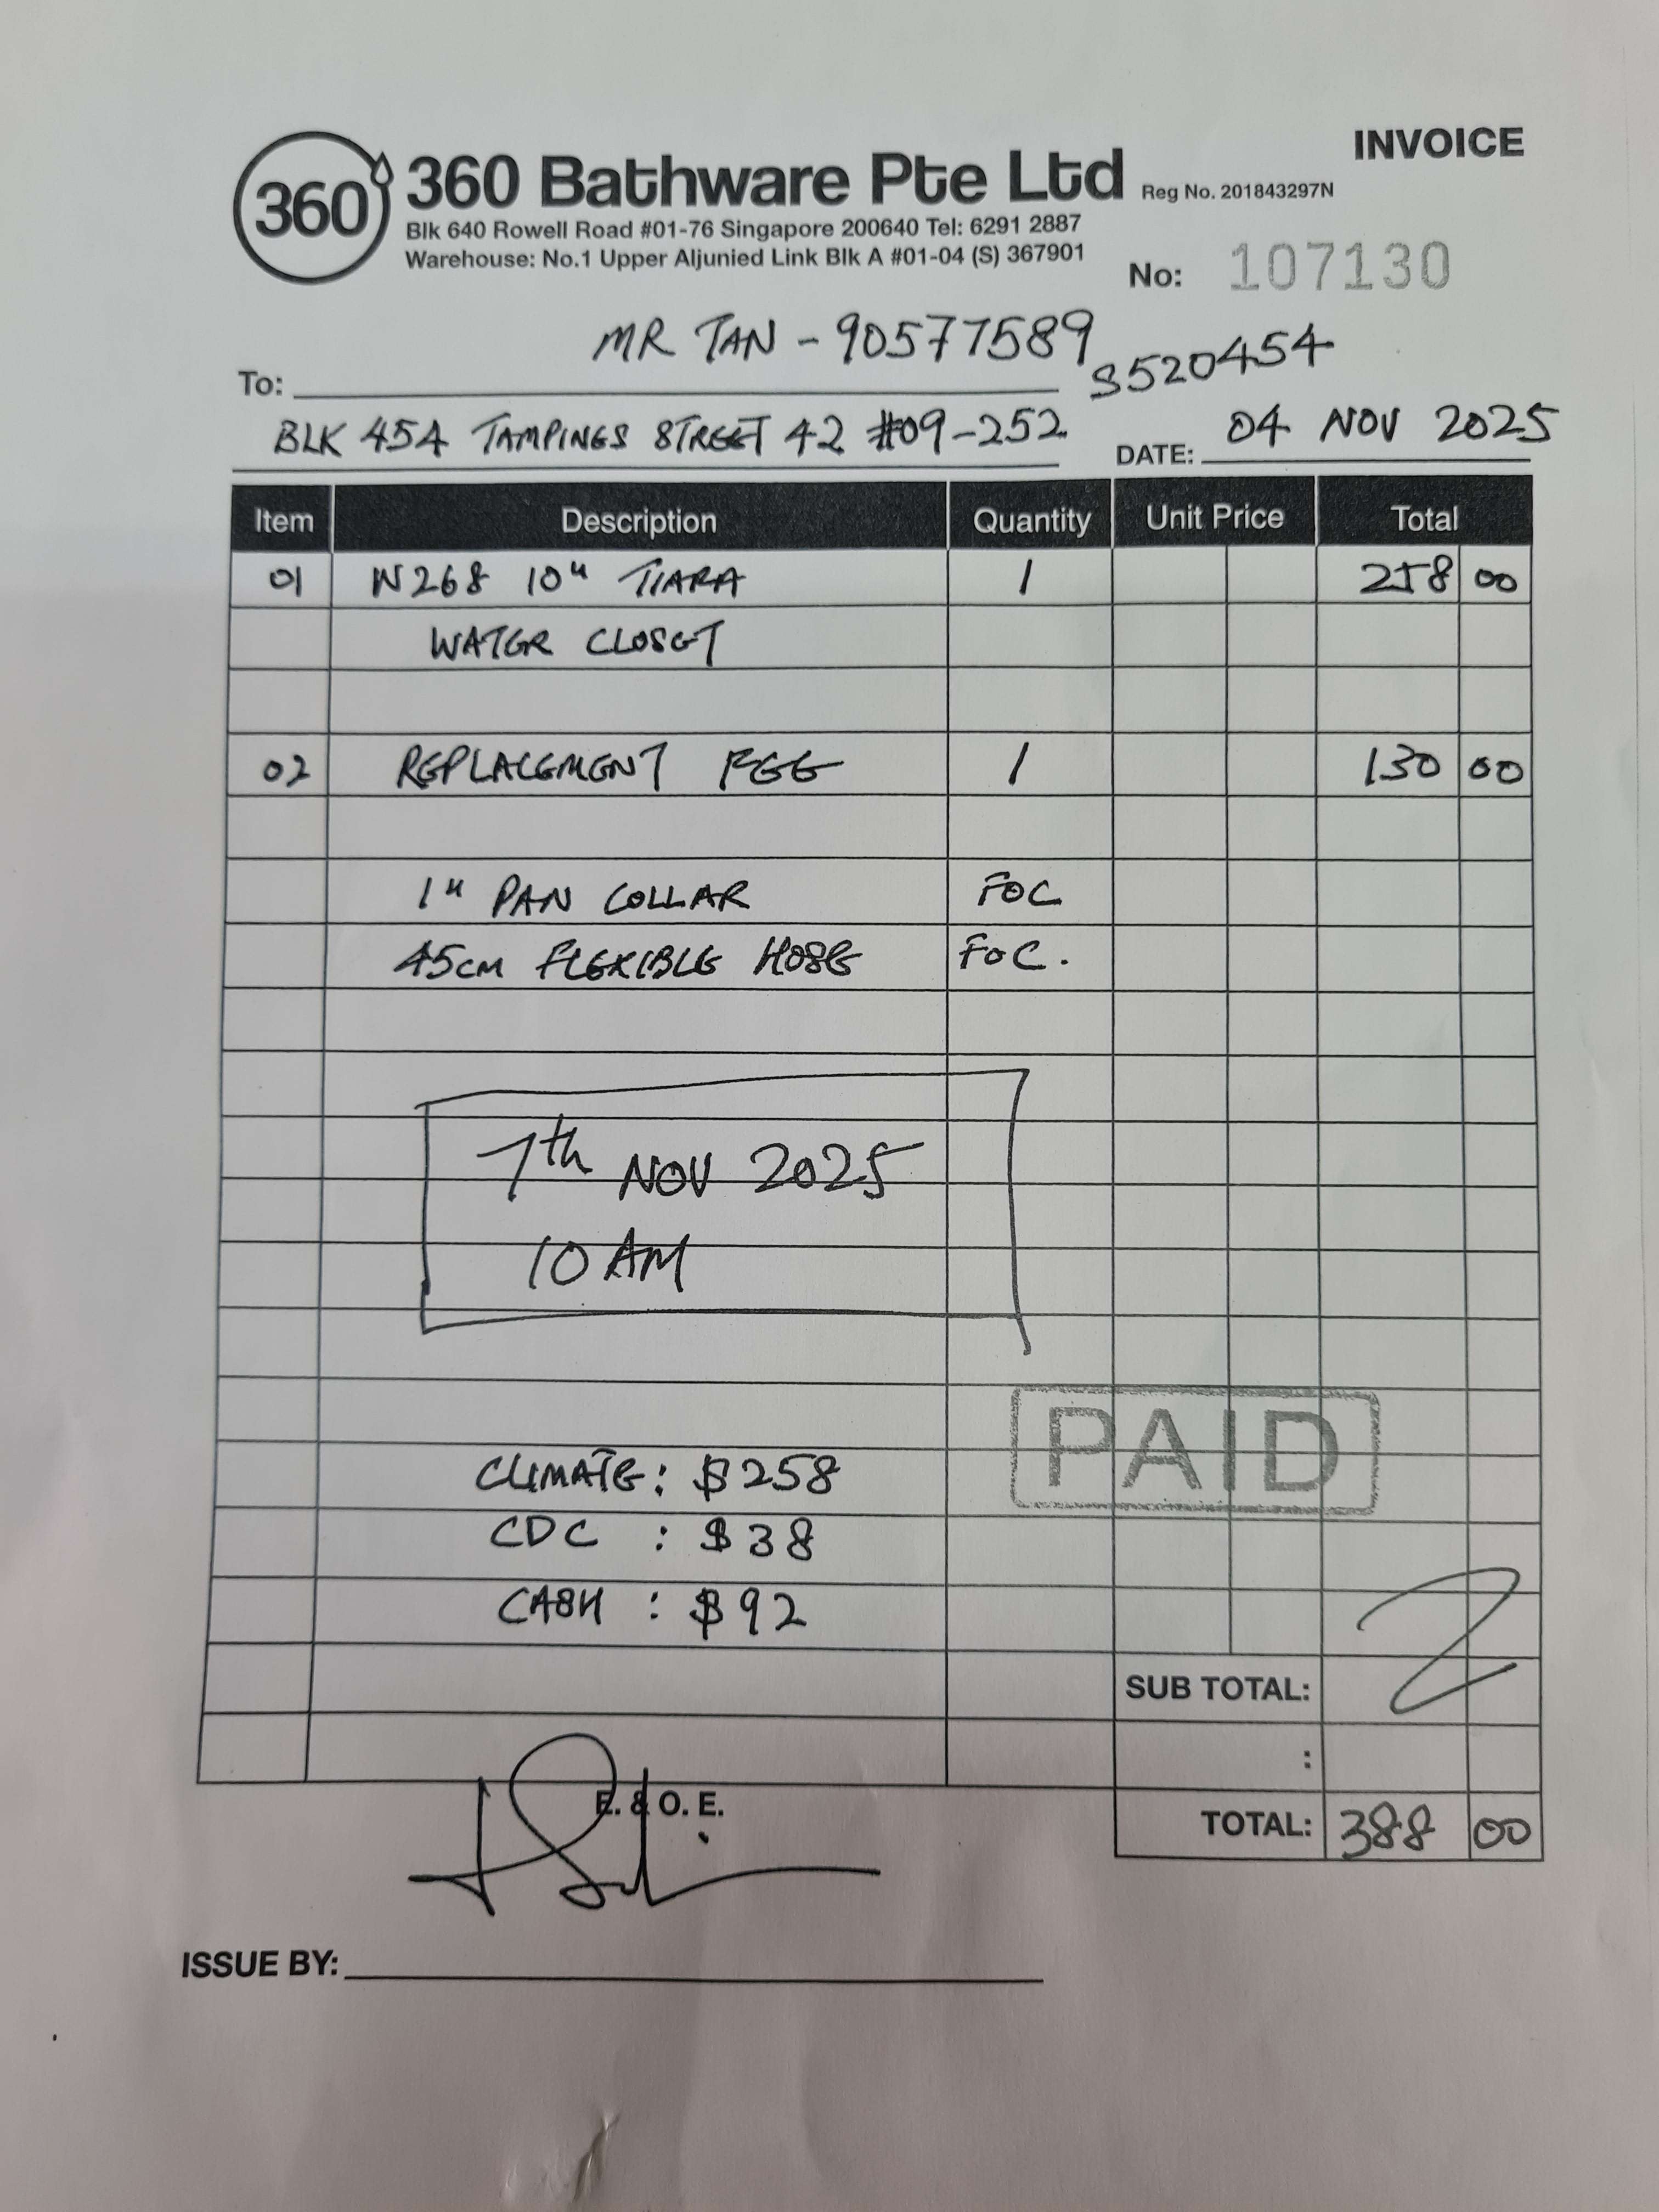 INVOICE
360
360 Bathware Pte Ltd Reg No. 201843297N
Blk 640 Rowell Road #01-76 Singapore 200640 Tel: 6291 2887
Warehouse: No.1 Upper Aljunied Link Blk A #01-04 (S) 367901
No: 107130
To: MR TAN - 90577589 S520454
BLK 454 TAMPINGS STREET 42 #09-252
DATE: 04 NOV 2025
Item Description Quantity Unit Price Total
01 W268 10" TIARA 1 258 00
WATER CLOSET
02 REPLACEMENT FEE 1 130 00
1" PAN COLLAR FOC
45CM FLEXIBLE HOSE FOC.
7th NOV 2025
10 AM
PAID
CLIMATE: $258
CDC : $38
CASH : $92
SUB TOTAL:
:
E. & O. E.
TOTAL: 388 00
ISSUE BY: